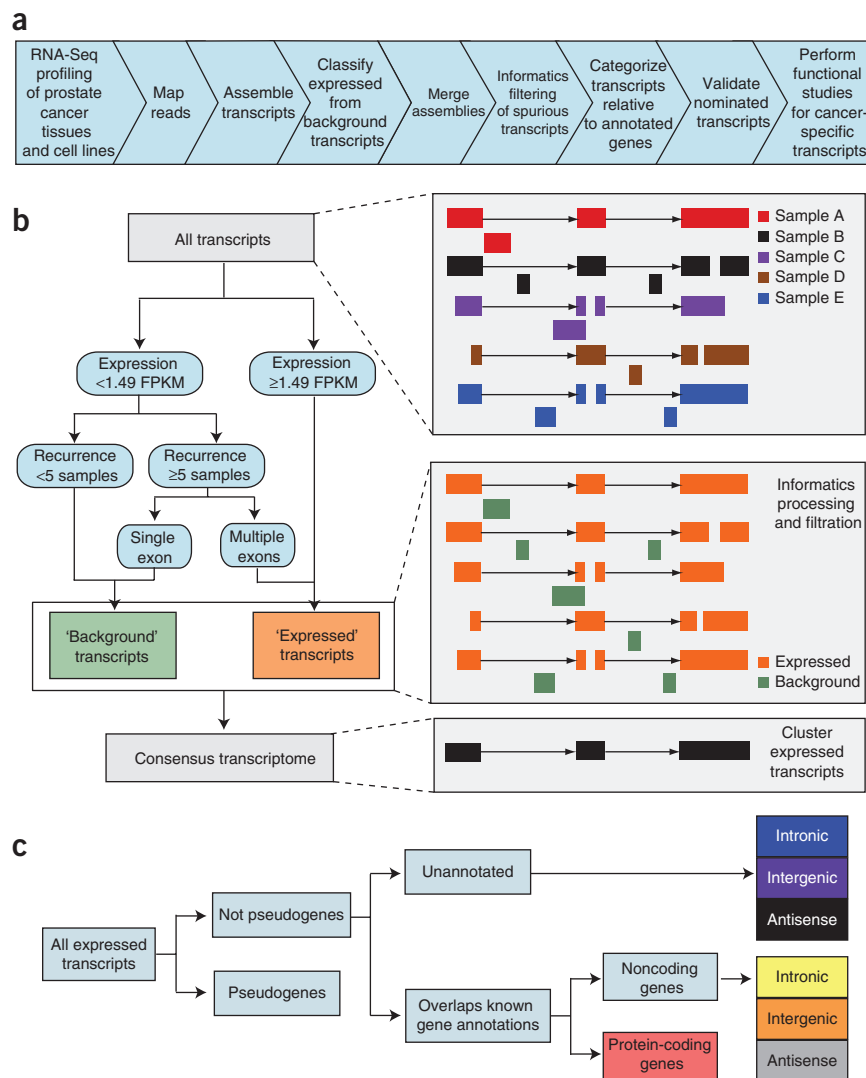 a
RNA-Seq
profiling
of prostate
cancer
tissues
and cell lines
Map
reads
Assemble
transcripts
Classify
expressed
from
background
transcripts
Merge
assemblies
Informatics
filtering
of spurious
transcripts
Categorize
transcripts
relative
to annotated
genes
Validate
nominated
transcripts
Perform
functional
studies
for cancer-
specific
transcripts
b
All transcripts
Expression
<1.49 FPKM
Expression
≥1.49 FPKM
Recurrence
<5 samples
Recurrence
≥5 samples
Single
exon
Multiple
exons
'Background'
transcripts
'Expressed'
transcripts
Consensus transcriptome
Sample A
Sample B
Sample C
Sample D
Sample E
Informatics
processing
and filtration
Expressed
Background
Cluster
expressed
transcripts
c
All expressed
transcripts
Not pseudogenes
Pseudogenes
Unannotated
Overlaps known
gene annotations
Noncoding
genes
Protein-coding
genes
Intronic
Intergenic
Antisense
Intronic
Intergenic
Antisense